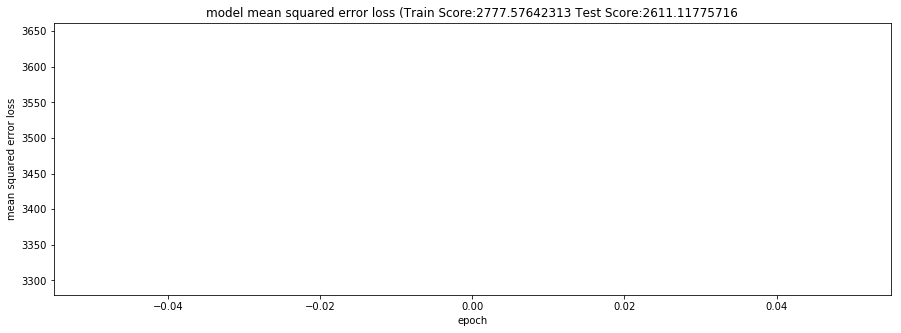 model mean squared error loss (Train Score:2777.57642313 Test Score:2611.11775716
3650
3600
3550
3500
3450
3400
3350
3300
mean squared error loss
−0.04 −0.02 0.00 0.02 0.04
epoch